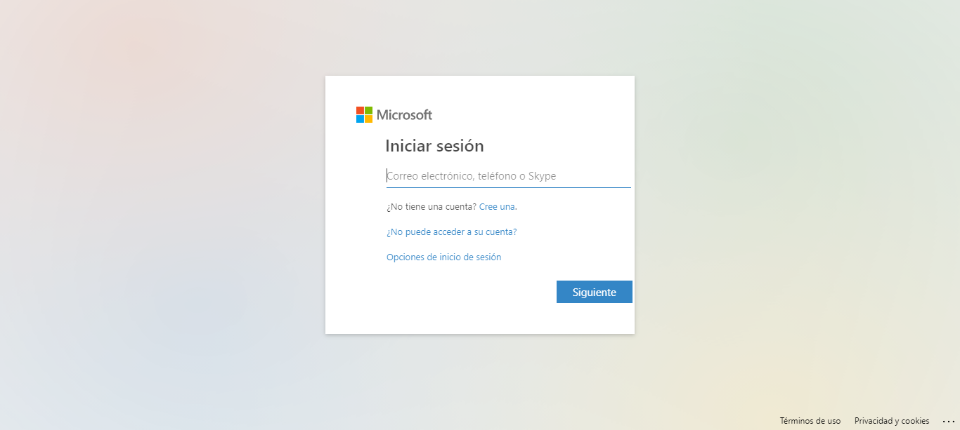 Microsoft
Iniciar sesión
Correo electrónico, teléfono o Skype
¿No tiene una cuenta? Cree una.
¿No puede acceder a su cuenta?
Opciones de inicio de sesión
Siguiente
Términos de uso Privacidad y cookies ...